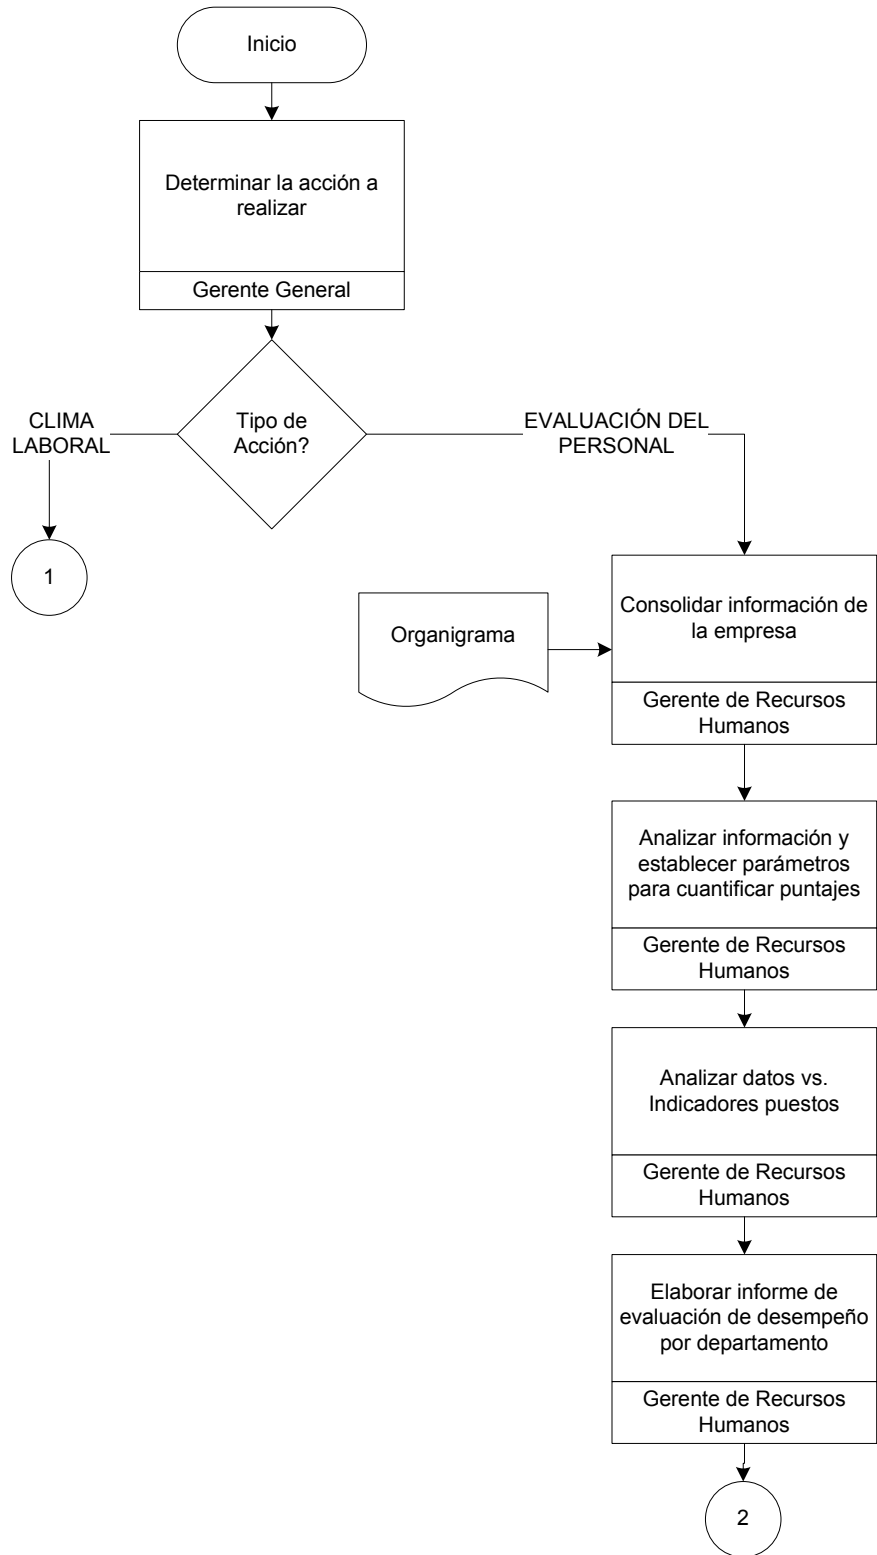 Inicio
Determinar la acción a
realizar
Gerente General
Tipo de
Acción?
CLIMA
LABORAL
EVALUACIÓN DEL
PERSONAL
1
Organigrama
Consolidar información de
la empresa
Gerente de Recursos
Humanos
Analizar información y
establecer parámetros
para cuantificar puntajes
Gerente de Recursos
Humanos
Analizar datos vs.
Indicadores puestos
Gerente de Recursos
Humanos
Elaborar informe de
evaluación de desempeño
por departamento
Gerente de Recursos
Humanos
2